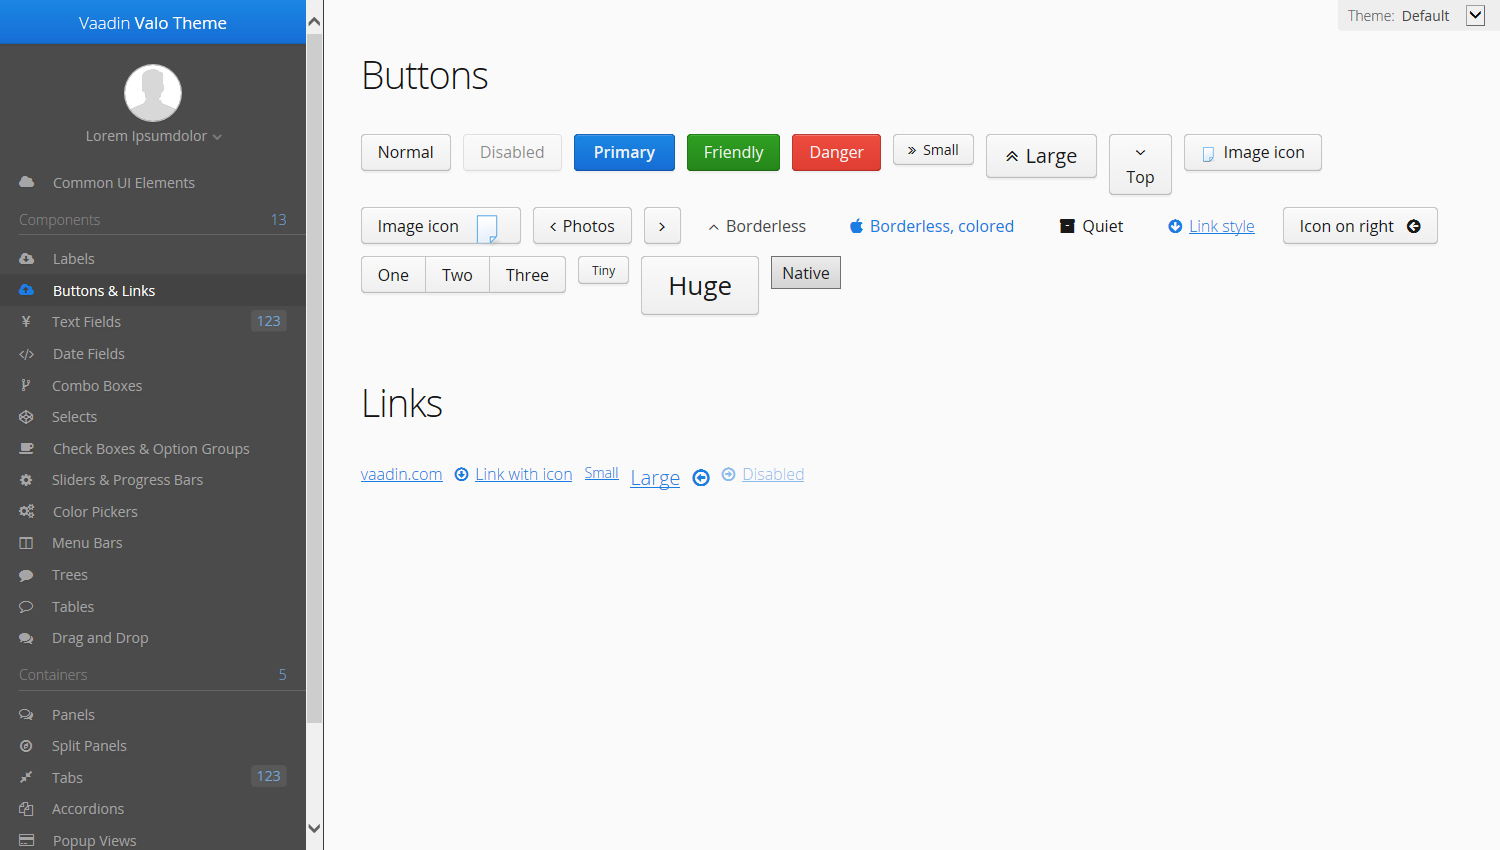 Vaadin Valo Theme
Lorem Ipsumdolor
Common UI Elements
Components 13
Labels
Buttons & Links
Text Fields 123
Date Fields
Combo Boxes
Selects
Check Boxes & Option Groups
Sliders & Progress Bars
Color Pickers
Menu Bars
Trees
Tables
Drag and Drop
Containers 5
Panels
Split Panels
Tabs 123
Accordions
Popup Views
Theme: Default
Buttons
Normal Disabled Primary Friendly Danger Small Large Top Image icon
Image icon Photos Borderless Borderless, colored Quiet Link style Icon on right
One Two Three Tiny Huge Native
Links
vaadin.com Link with icon Small Large Disabled